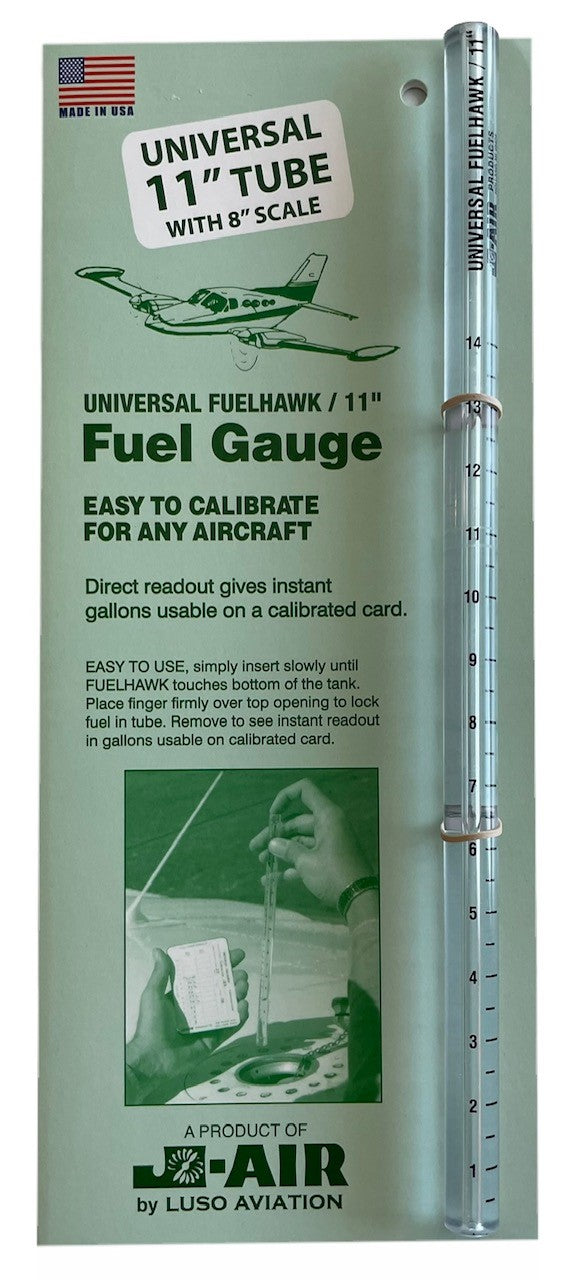 MADE IN USA
UNIVERSAL
11” TUBE
WITH 8” SCALE
UNIVERSAL FUELHAWK / 11"
Fuel Gauge
EASY TO CALIBRATE
FOR ANY AIRCRAFT
Direct readout gives instant
gallons usable on a calibrated card.
EASY TO USE, simply insert slowly until
FUELHAWK touches bottom of the tank.
Place finger firmly over top opening to lock
fuel in tube. Remove to see instant readout
in gallons usable on calibrated card.
A PRODUCT OF
J-AIR
by LUSO AVIATION
UNIVERSAL FUELHAWK / 11"
J-AIR PRODUCTS
14
13
12
11
10
9
8
7
6
5
4
3
2
1